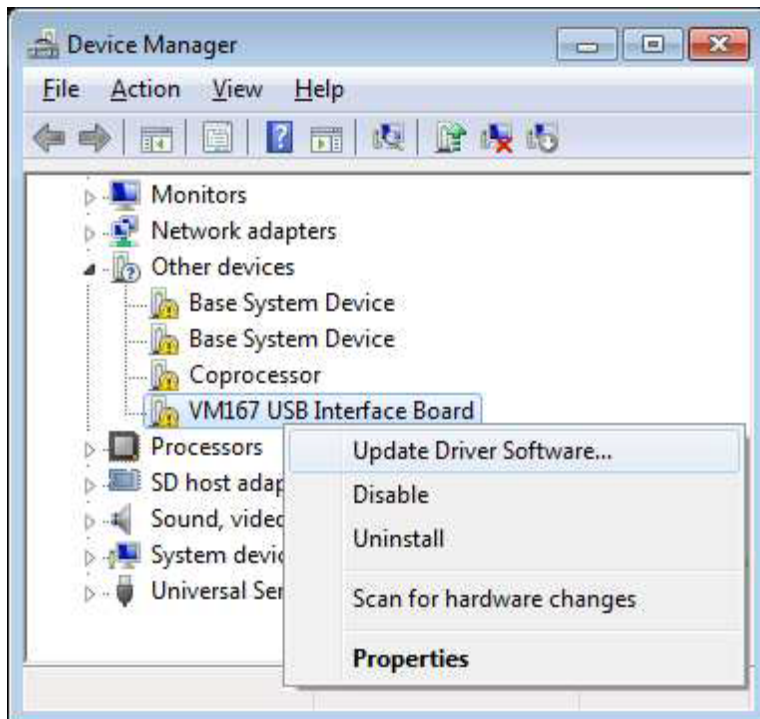 Device Manager
File Action View Help
Monitors
Network adapters
Other devices
Base System Device
Base System Device
Coprocessor
VM167 USB Interface Board
Processors
SD host adap
Sound, video
System devic
Universal Ser
Update Driver Software...
Disable
Uninstall
Scan for hardware changes
Properties